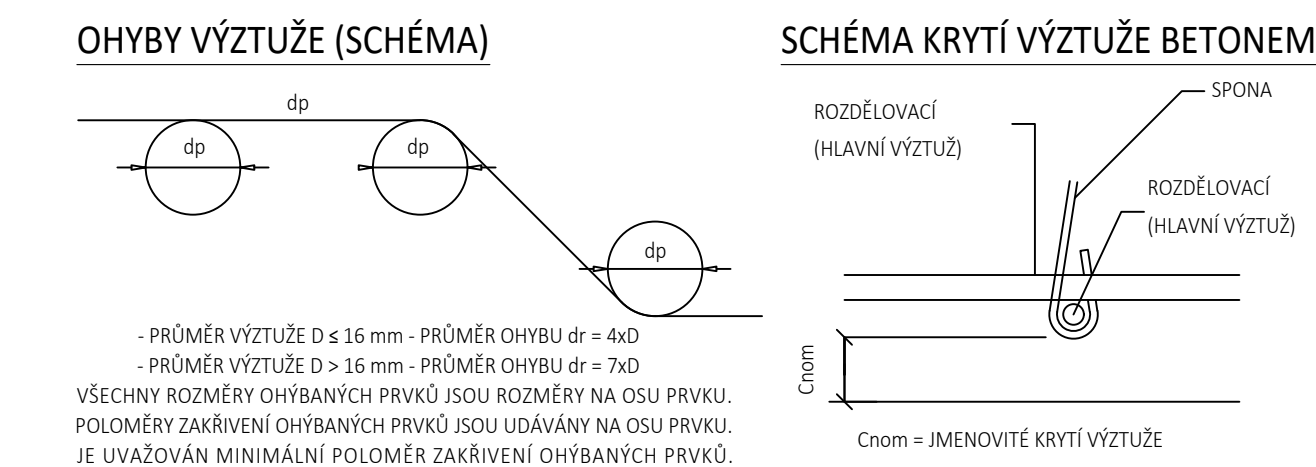 OHYBY VÝZTUŽE (SCHÉMA)
dp
dp
dp
dp
- PRŮMĚR VÝZTUŽE D ≤ 16 mm - PRŮMĚR OHYBU dr = 4xD
- PRŮMĚR VÝZTUŽE D > 16 mm - PRŮMĚR OHYBU dr = 7xD
VŠECHNY ROZMĚRY OHÝBANÝCH PRVKŮ JSOU ROZMĚRY NA OSU PRVKU.
POLOMĚRY ZAKŘIVENÍ OHÝBANÝCH PRVKŮ JSOU UDÁVÁNY NA OSU PRVKU.
JE UVAŽOVÁN MINIMÁLNÍ POLOMĚR ZAKŘIVENÍ OHÝBANÝCH PRVKŮ.
SCHÉMA KRYTÍ VÝZTUŽE BETONEM
SPONA
ROZDĚLOVACÍ
(HLAVNÍ VÝZTUŽ)
ROZDĚLOVACÍ
(HLAVNÍ VÝZTUŽ)
Cnom
Cnom = JMENOVITÉ KRYTÍ VÝZTUŽE